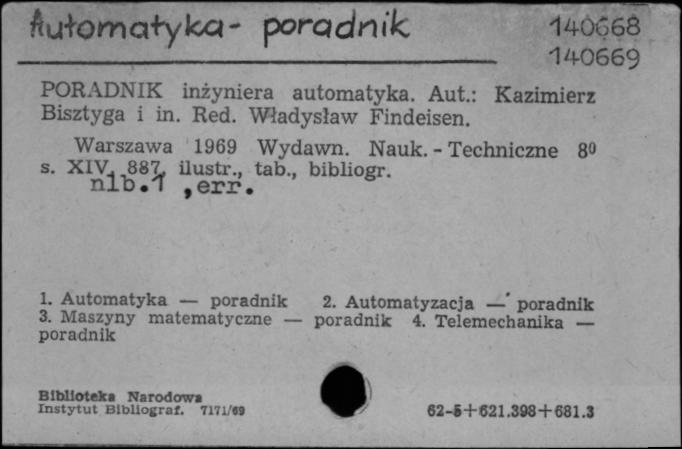 Automatyka- poradnik 140668
140669
PORADNIK inżyniera automatyka. Aut.: Kazimierz
Bisztyga i in. Red. Władysław Findeisen.
Warszawa 1969 Wydawn. Nauk. - Techniczne 8⁰
s. XIV, 887, ilustr., tab., bibliogr.
nlb.1 , err.
1. Automatyka — poradnik 2. Automatyzacja — poradnik
3. Maszyny matematyczne — poradnik 4. Telemechanika —
poradnik
Biblioteka Narodowa
Instytut Bibliograf. 7171/69 62-5+621.398+681.3